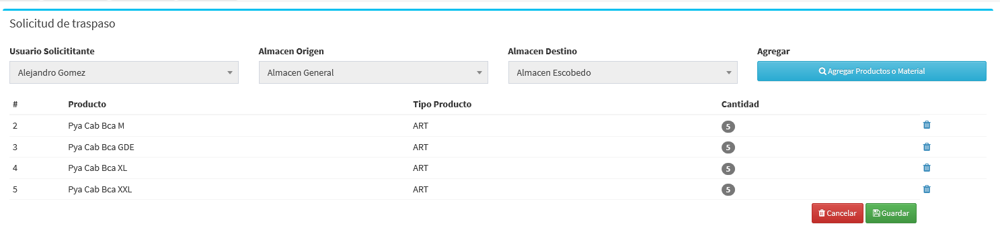 Solicitud de traspaso
Usuario Solicititante Almacen Origen Almacen Destino Agregar
Alejandro Gomez Almacen General Almacen Escobedo Agregar Productos o Material
# Producto Tipo Producto Cantidad
2 Pya Cab Bca M ART 5
3 Pya Cab Bca GDE ART 5
4 Pya Cab Bca XL ART 5
5 Pya Cab Bca XXL ART 5
Cancelar Guardar